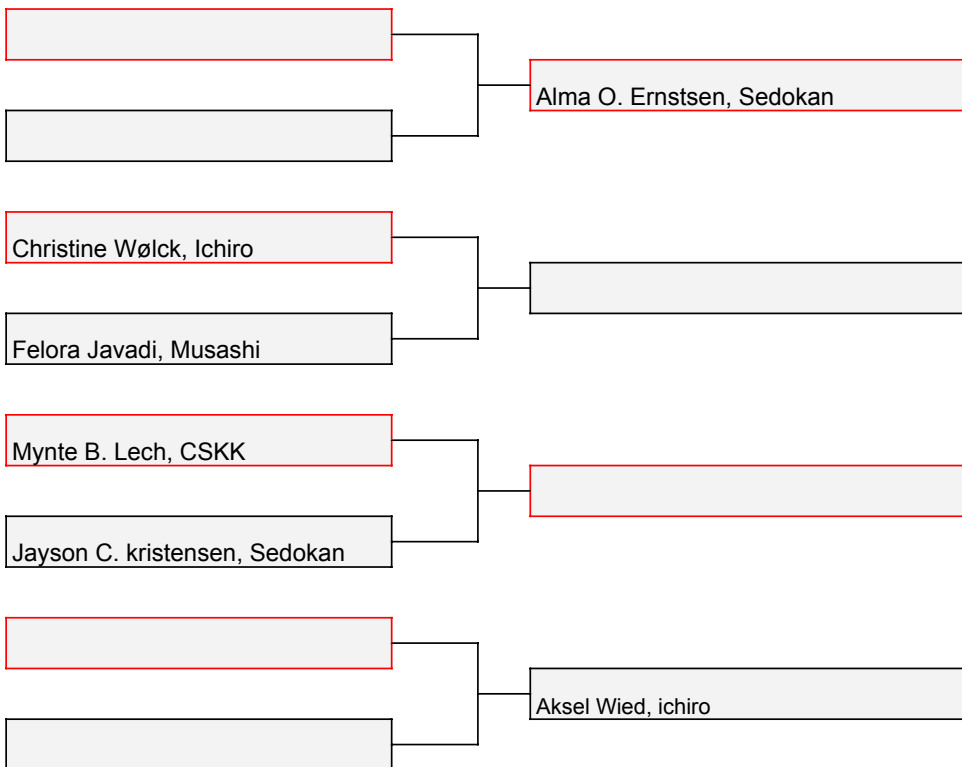 Alma O. Ernstsen, Sedokan
Christine Wølck, Ichiro
Felora Javadi, Musashi
Mynte B. Lech, CSKK
Jayson C. kristensen, Sedokan
Aksel Wied, ichiro